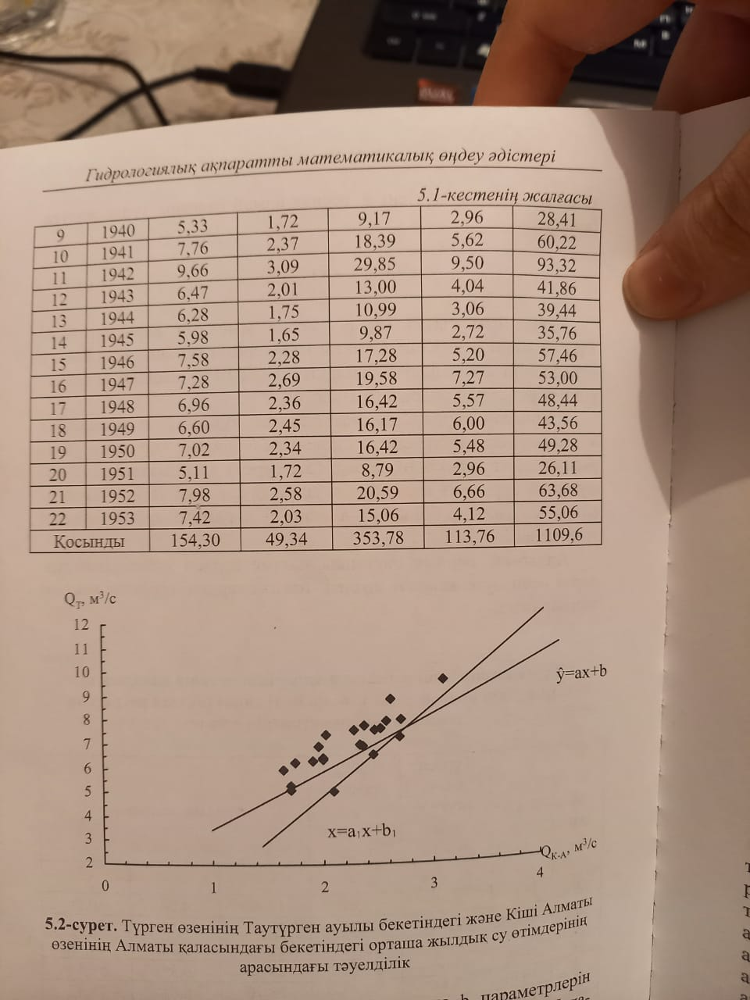 Гидрологиялық ақпаратты математикалық өңдеу әдістері
5.1-кестенің жалғасы
9 1940 5,33 1,72 9,17 2,96 28,41
10 1941 7,76 2,37 18,39 5,62 60,22
11 1942 9,66 3,09 29,85 9,50 93,32
12 1943 6,47 2,01 13,00 4,04 41,86
13 1944 6,28 1,75 10,99 3,06 39,44
14 1945 5,98 1,65 9,87 2,72 35,76
15 1946 7,58 2,28 17,28 5,20 57,46
16 1947 7,28 2,69 19,58 7,27 53,00
17 1948 6,96 2,36 16,42 5,57 48,44
18 1949 6,60 2,45 16,17 6,00 43,56
19 1950 7,02 2,34 16,42 5,48 49,28
20 1951 5,11 1,72 8,79 2,96 26,11
21 1952 7,98 2,58 20,59 6,66 63,68
22 1953 7,42 2,03 15,06 4,12 55,06
Қосынды 154,30 49,34 353,78 113,76 1109,6
Qт, м³/с
12
11
10
9
8
7
6
5
4
3
2
ŷ=ax+b
x=a₁x+b₁
Qк-А, м³/с
0 1 2 3 4
5.2-сурет. Түрген өзенінің Таутүрген ауылы бекетіндегі және Кіші Алматы
өзенінің Алматы қаласындағы бекетіндегі орташа жылдық су өтімдерінің
арасындағы тәуелділік
b параметрлерін